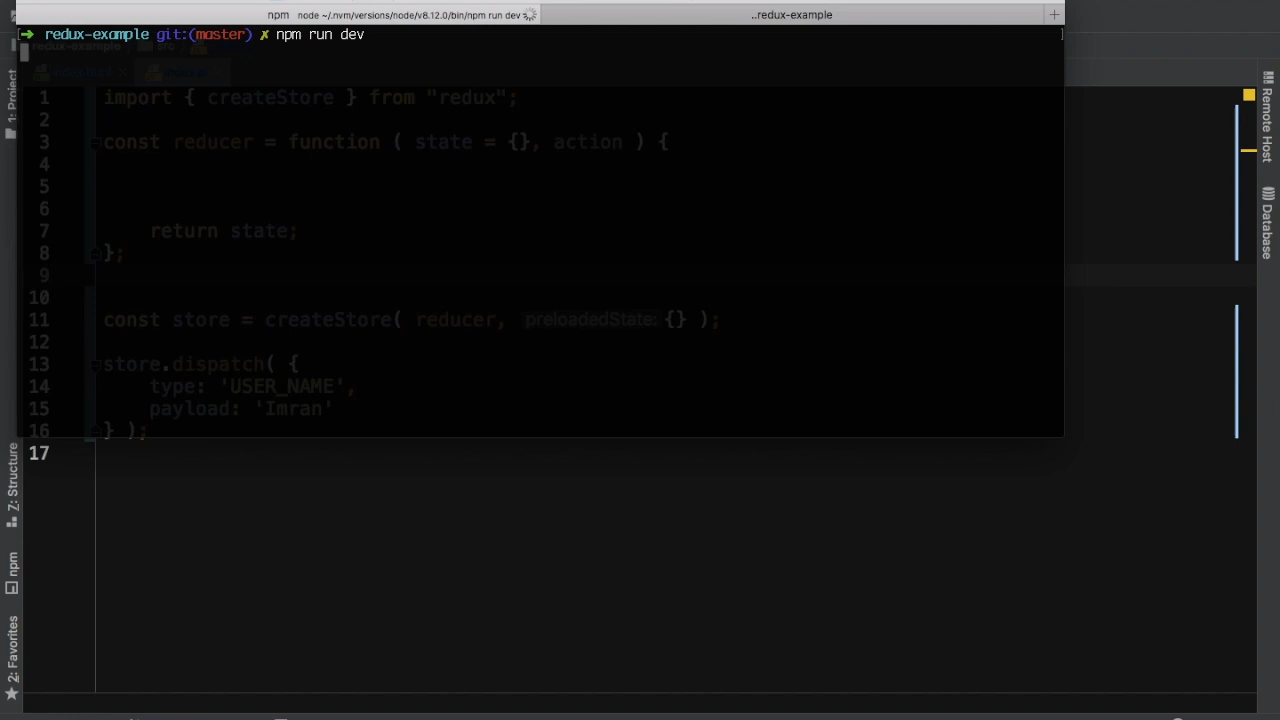 npm node ~/.nvm/versions/node/v8.12.0/bin/npm run dev
..redux-example
+
➜ redux-example git:(master) ✗ npm run dev
redux-example src
1 import { createStore } from "redux";
2
3 const reducer = function ( state = {}, action ) {
4
5
6
7 return state;
8 };
9
10
11 const store = createStore( reducer, preloadedState: {} );
12
13 store.dispatch( {
14 type: 'USER_NAME',
15 payload: 'Imran'
16 } );
17
1: Project
Z: Structure
npm
2: Favorites
Remote Host
Database